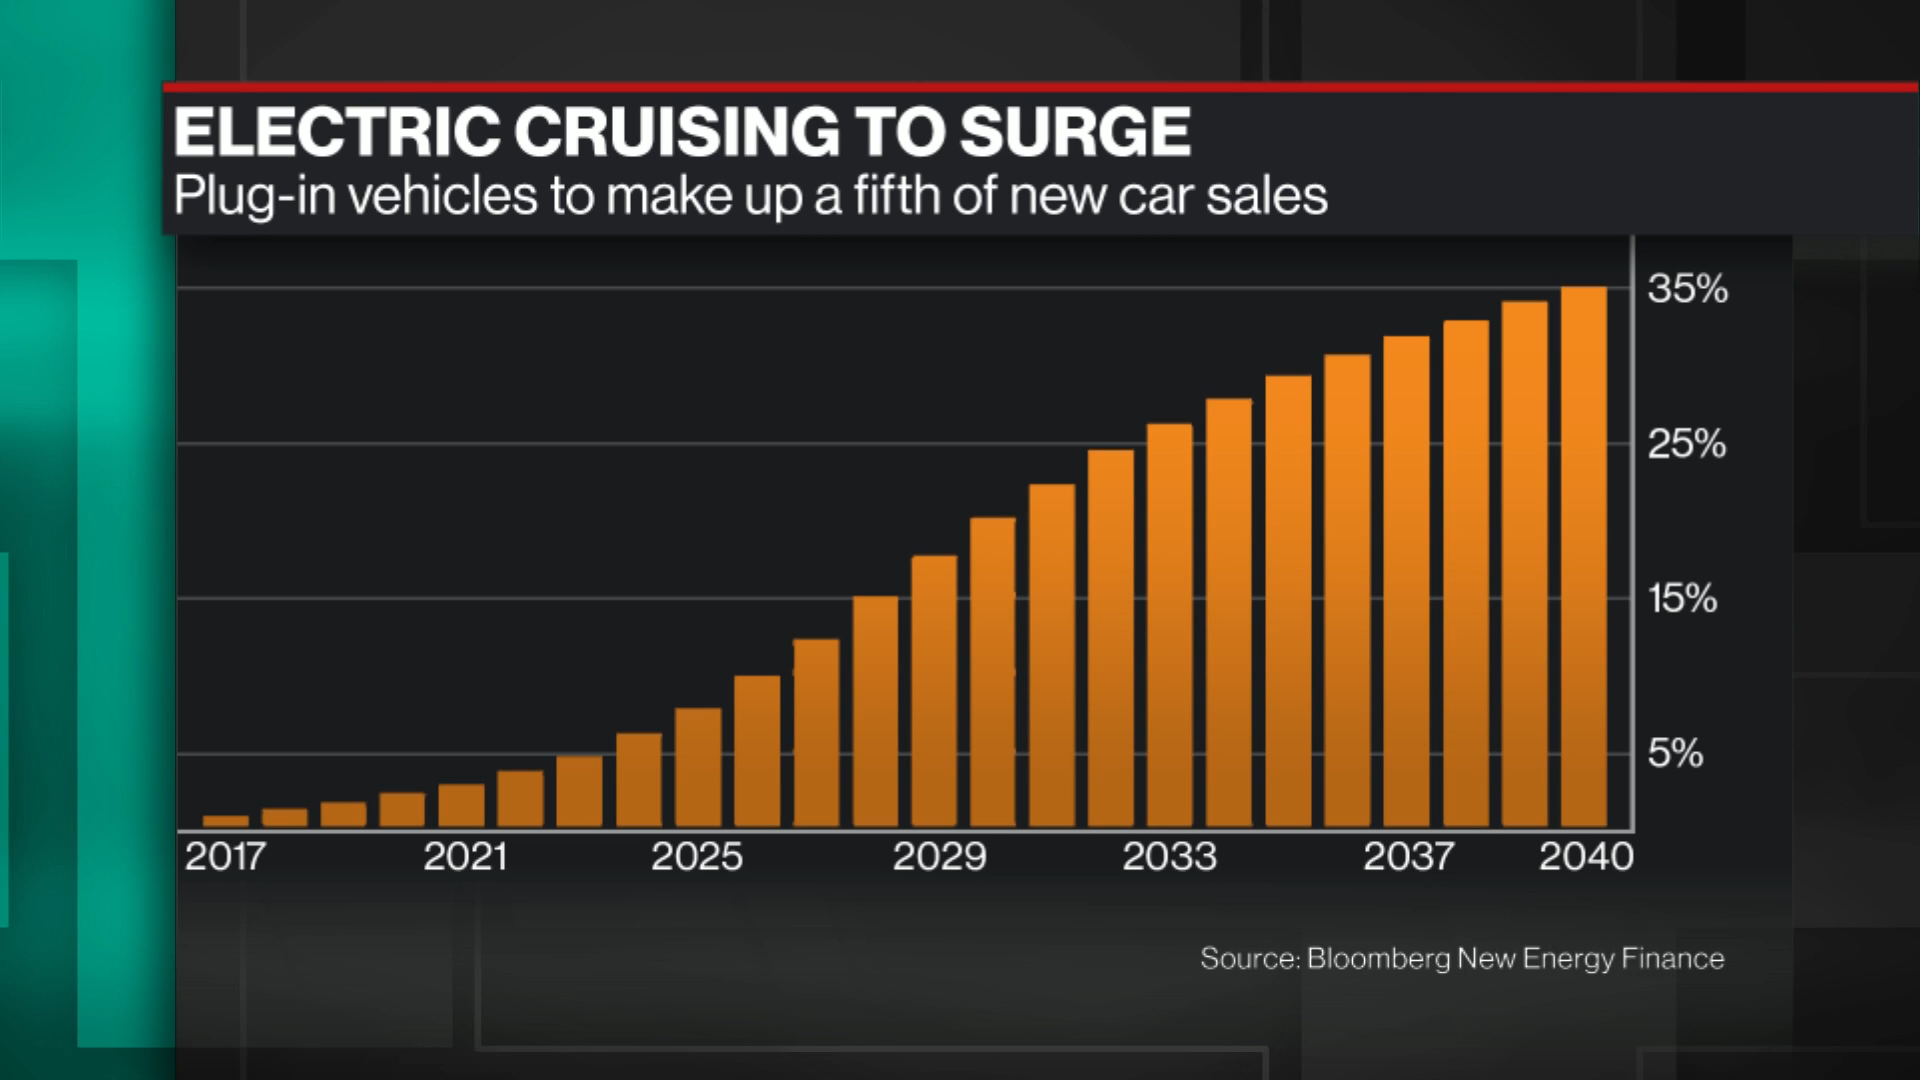 ELECTRIC CRUISING TO SURGE
Plug-in vehicles to make up a fifth of new car sales
35%
25%
15%
5%
2017 2021 2025 2029 2033 2037 2040
Source: Bloomberg New Energy Finance